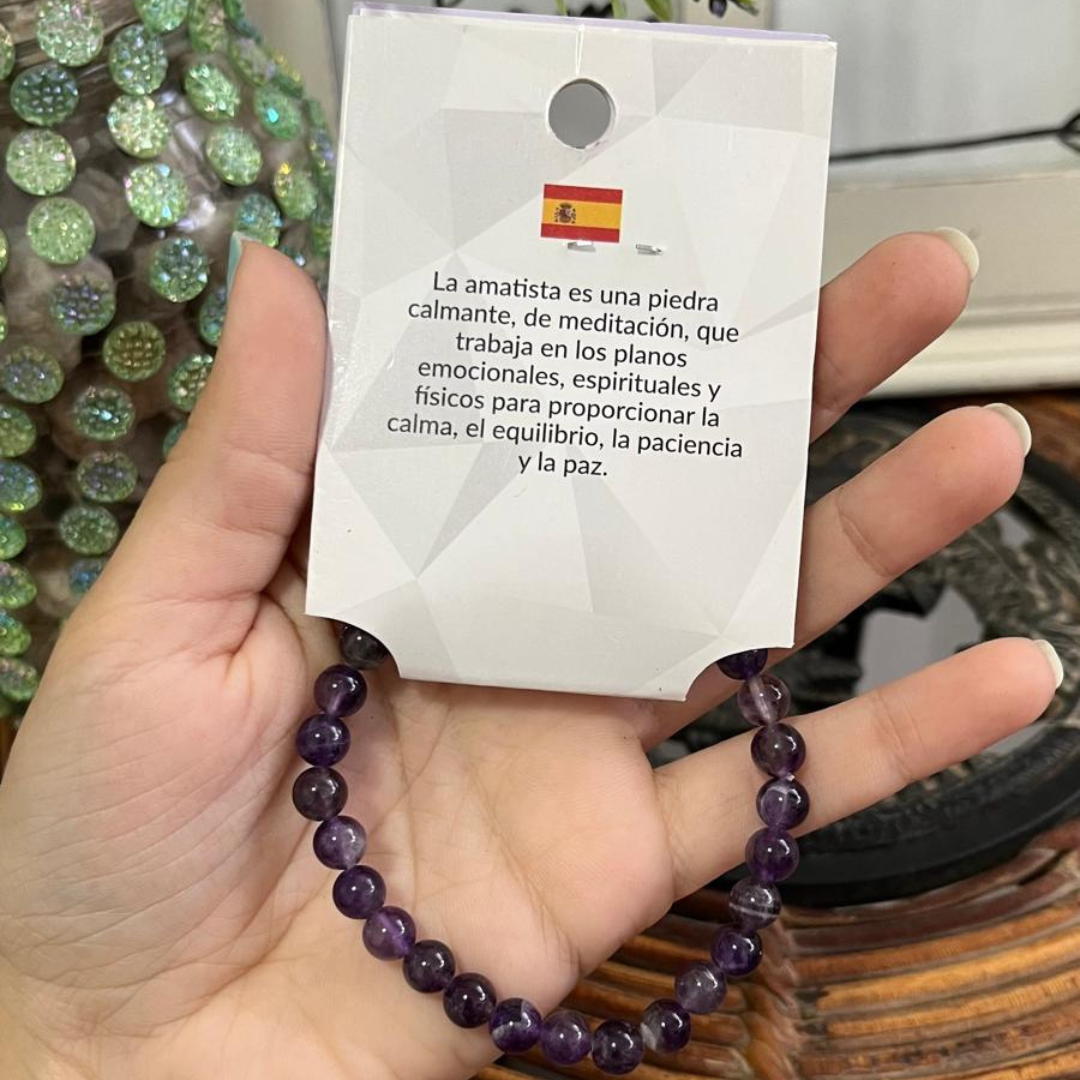 La amatista es una piedra
calmante, de meditación, que
trabaja en los planos
emocionales, espirituales y
físicos para proporcionar la
calma, el equilibrio, la paciencia
y la paz.